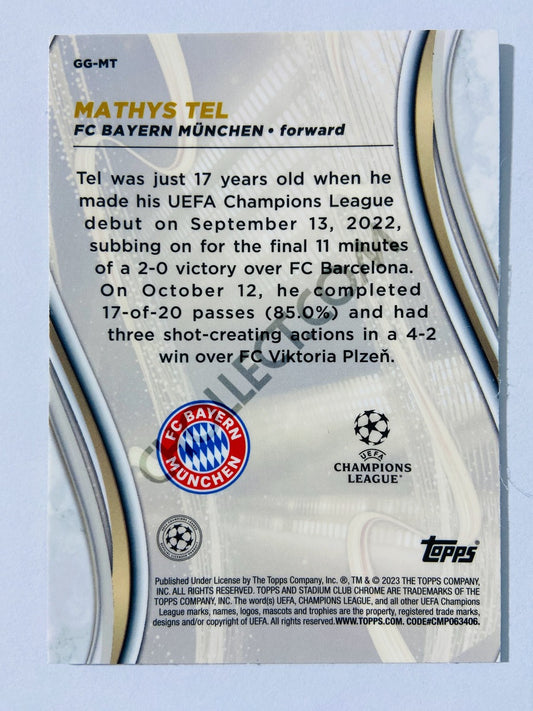 GG-MT
MATHYS TEL
FC BAYERN MÜNCHEN • forward
Tel was just 17 years old when he
made his UEFA Champions League
debut on September 13, 2022,
subbing on for the final 11 minutes
of a 2-0 victory over FC Barcelona.
On October 12, he completed
17-of-20 passes (85.0%) and had
three shot-creating actions in a 4-2
win over FC Viktoria Plzeň.
FC BAYERN
MÜNCHEN
UEFA
CHAMPIONS
LEAGUE
Topps
Published Under License by The Topps Company, Inc. ®, TM & © 2023 THE TOPPS COMPANY,
INC. ALL RIGHTS RESERVED. TOPPS AND STADIUM CLUB CHROME ARE TRADEMARKS OF THE
TOPPS COMPANY, INC. The word(s) UEFA, CHAMPIONS LEAGUE, and all other UEFA Champions
League marks, names, logos, mascots and trophies are the property, registered trade marks,
designs and/or copyright of UEFA. All rights reserved. WWW.TOPPS.COM. CODE#CMP063406.